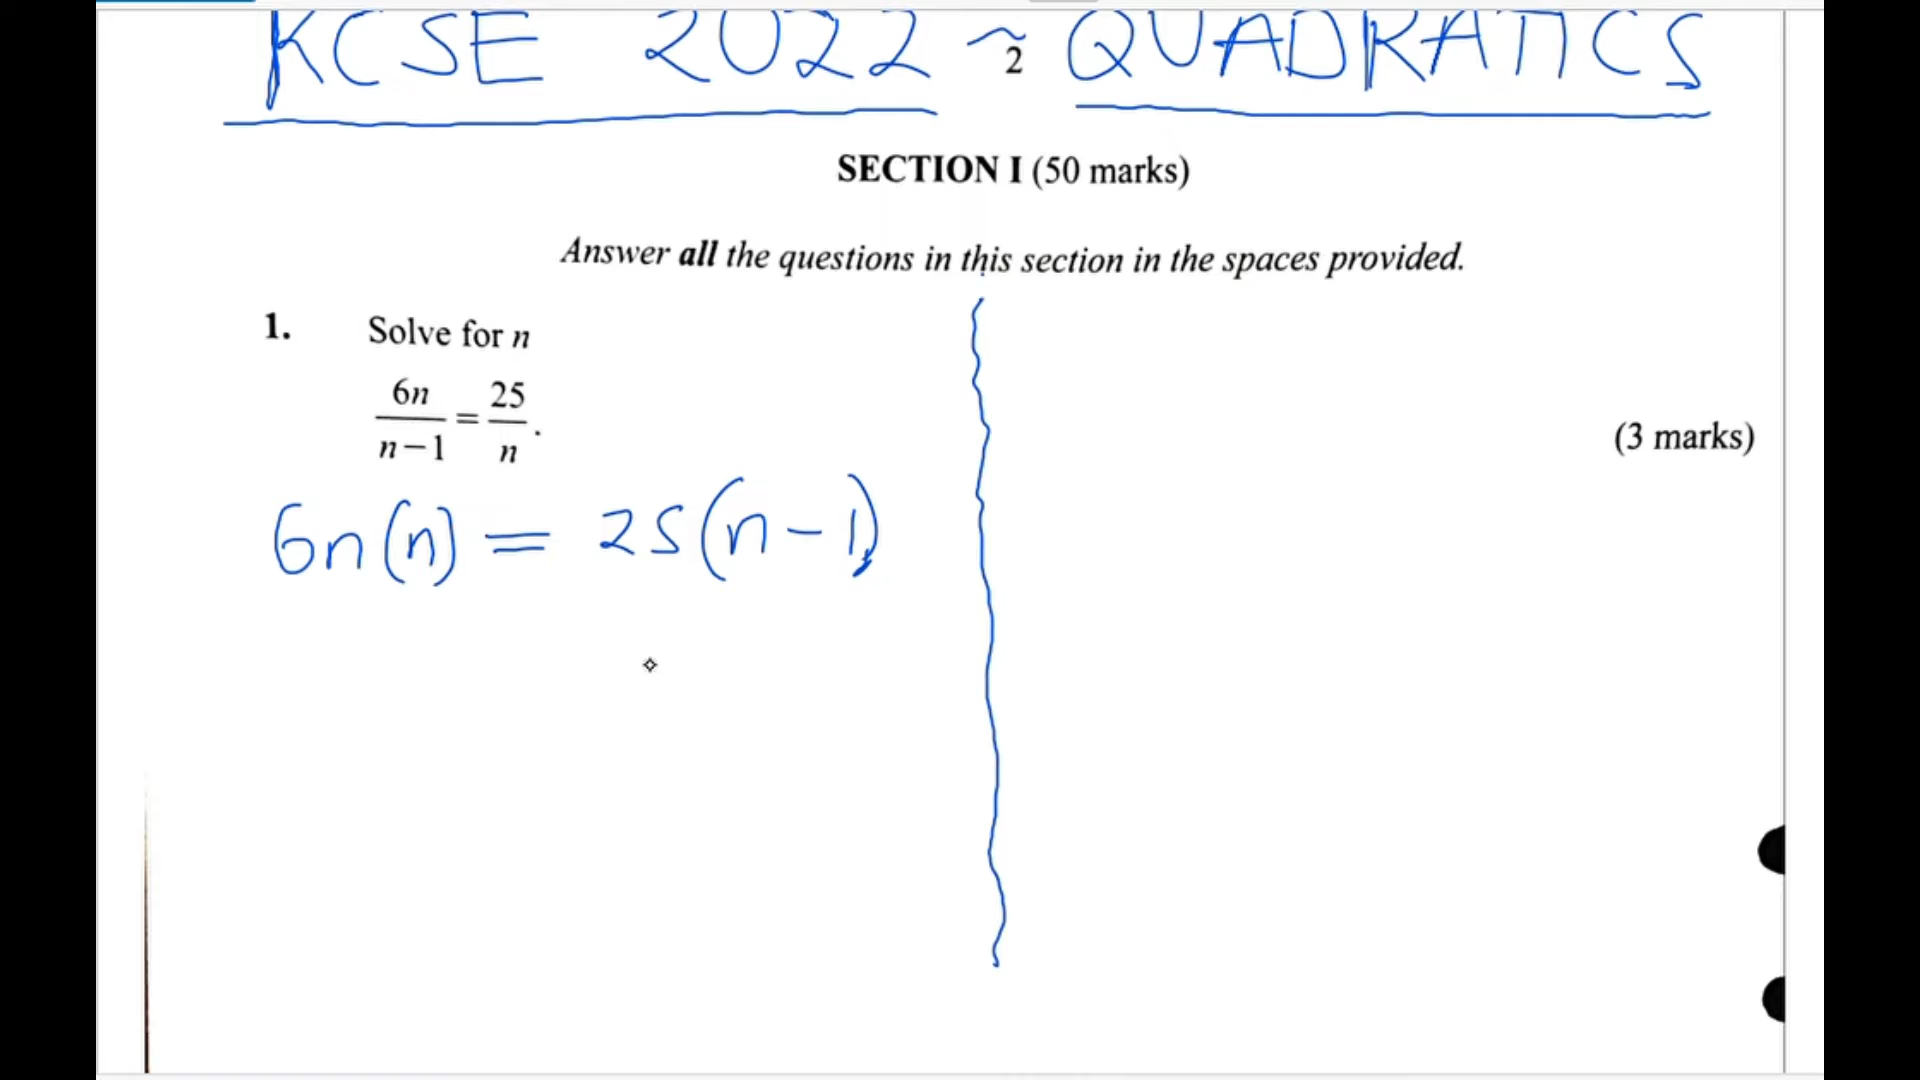 KCSE 2022 ~ QUADRATICS
2
SECTION I (50 marks)
Answer all the questions in this section in the spaces provided.
1. Solve for n
6n/(n−1) = 25/n.
(3 marks)
6n(n) = 25(n−1)